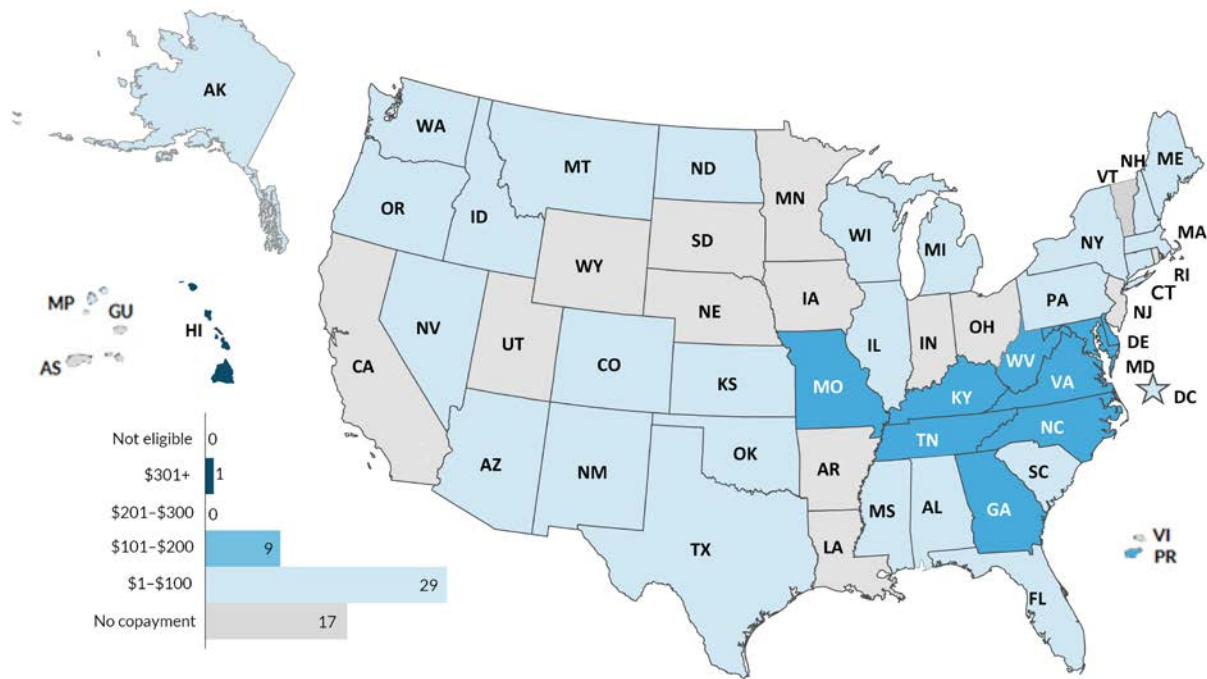 AK
WA
MT
ND
MN
OR
ID
SD
WY
WI
MI
NY
VT
NH
ME
MA
RI
CT
NJ
PA
NE
IA
IL
IN
OH
DE
MD
DC
WV
VA
NV
UT
CO
KS
MO
KY
NC
TN
CA
AZ
NM
OK
AR
SC
TX
LA
MS
AL
GA
FL
MP
GU
AS
HI
VI
PR
Not eligible 0
$301+ 1
$201–$300 0
$101–$200 9
$1–$100 29
No copayment 17